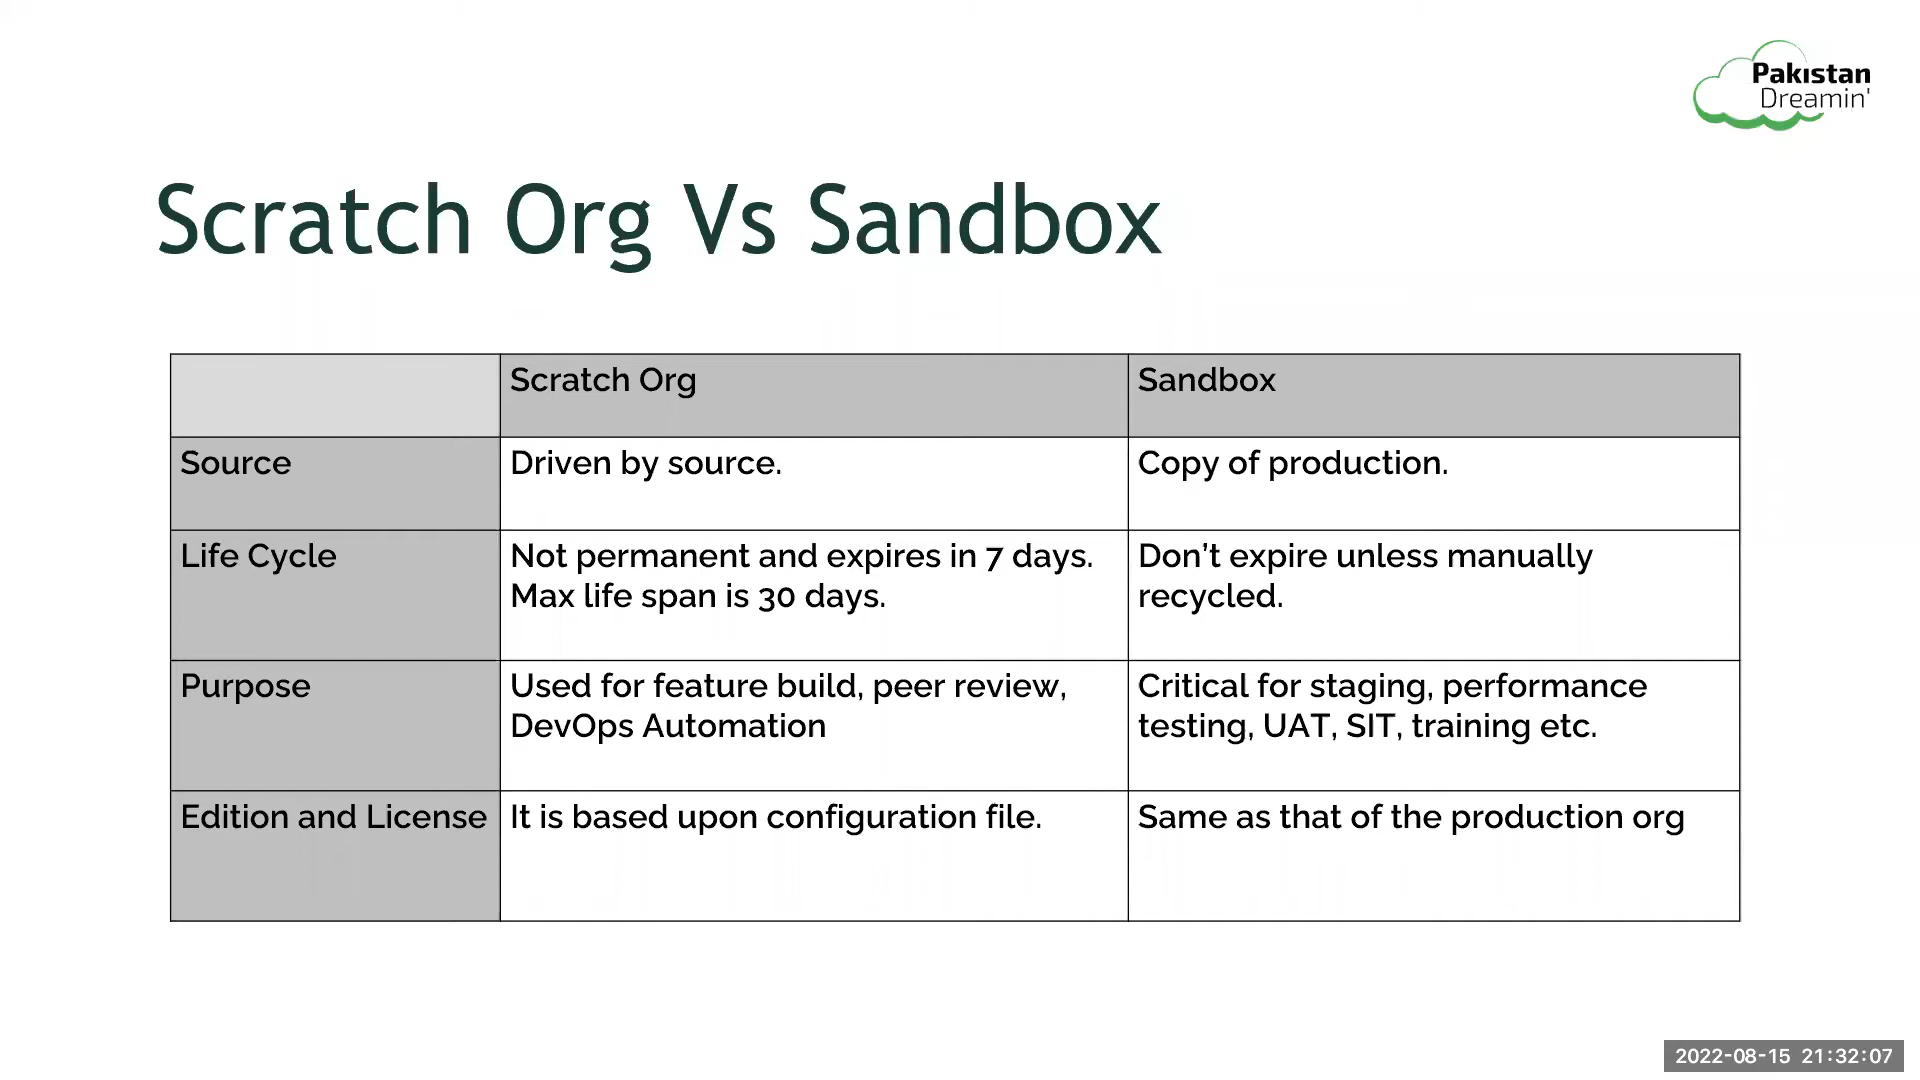 Pakistan
Dreamin'
Scratch Org Vs Sandbox
Scratch Org
Sandbox
Source
Driven by source.
Copy of production.
Life Cycle
Not permanent and expires in 7 days.
Max life span is 30 days.
Don't expire unless manually
recycled.
Purpose
Used for feature build, peer review,
DevOps Automation
Critical for staging, performance
testing, UAT, SIT, training etc.
Edition and License
It is based upon configuration file.
Same as that of the production org
2022-08-15 21:32:07